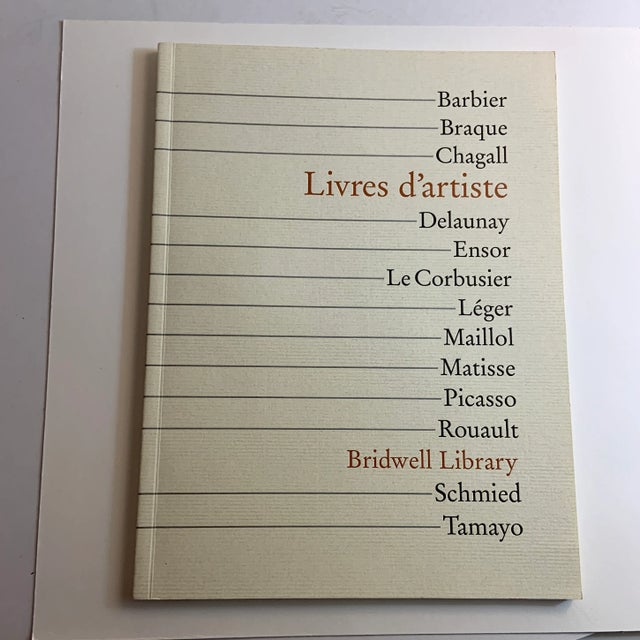 Barbier
Braque
Chagall
Livres d’artiste
Delaunay
Ensor
Le Corbusier
Léger
Maillol
Matisse
Picasso
Rouault
Bridwell Library
Schmied
Tamayo